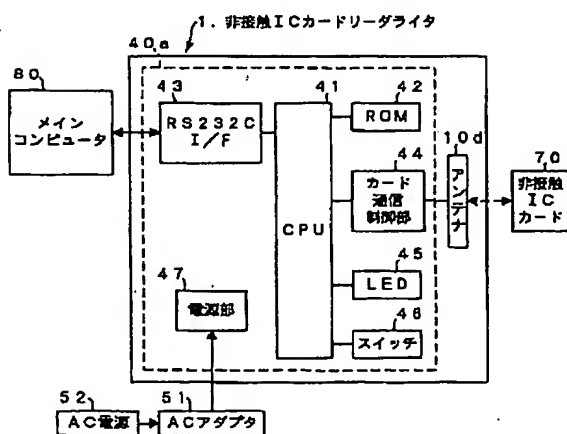 1. 非接触ICカードリーダライタ
40a
80
43
41
42
メイン
コンピュータ
RS232C
I/F
ROM
44
10d
70
カード
通信
制御部
アンテナ
非接触
IC
カード
CPU
45
LED
47
電源部
46
スイッチ
52
51
AC電源
ACアダプタ